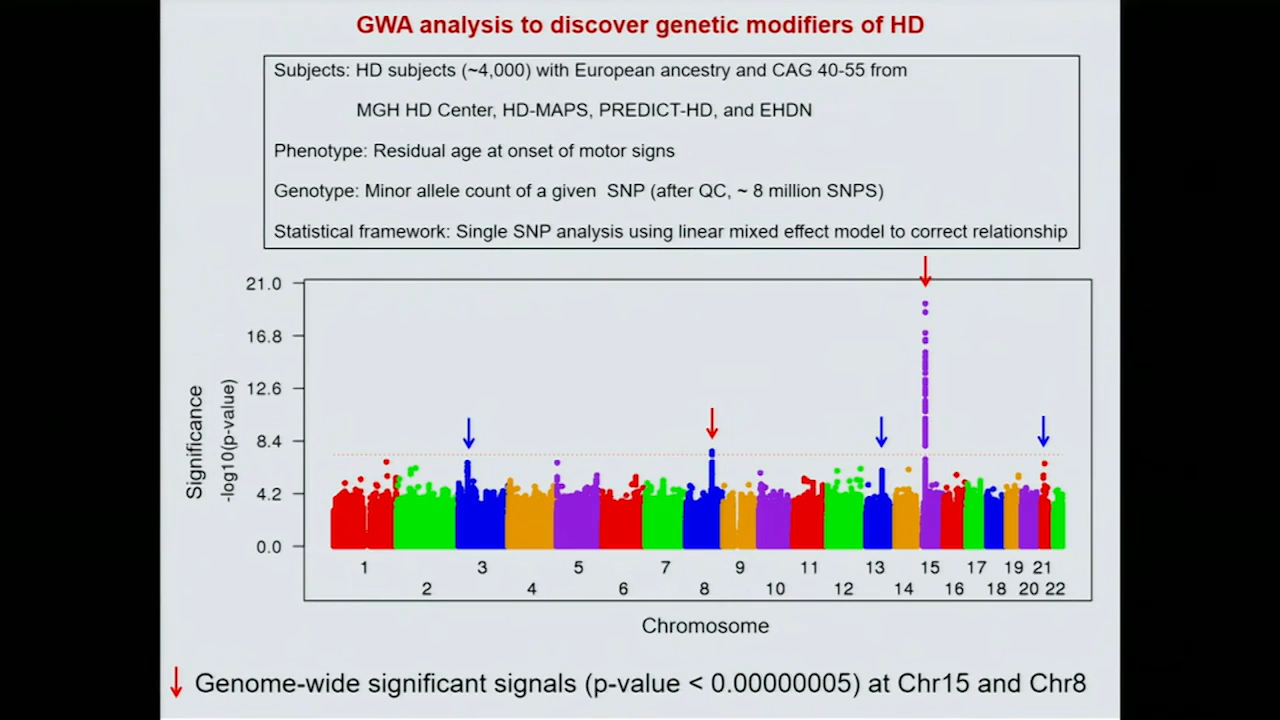 GWA analysis to discover genetic modifiers of HD
Subjects: HD subjects (~4,000) with European ancestry and CAG 40-55 from
MGH HD Center, HD-MAPS, PREDICT-HD, and EHDN
Phenotype: Residual age at onset of motor signs
Genotype: Minor allele count of a given SNP (after QC, ~ 8 million SNPS)
Statistical framework: Single SNP analysis using linear mixed effect model to correct relationship
21.0
16.8
12.6
8.4
4.2
0.0
Significance
-log10(p-value)
1 3 5 6 7 8 9 11 13 15 17 19 21
2 4 6 8 10 12 14 16 18 20 22
Chromosome
Genome-wide significant signals (p-value < 0.00000005) at Chr15 and Chr8